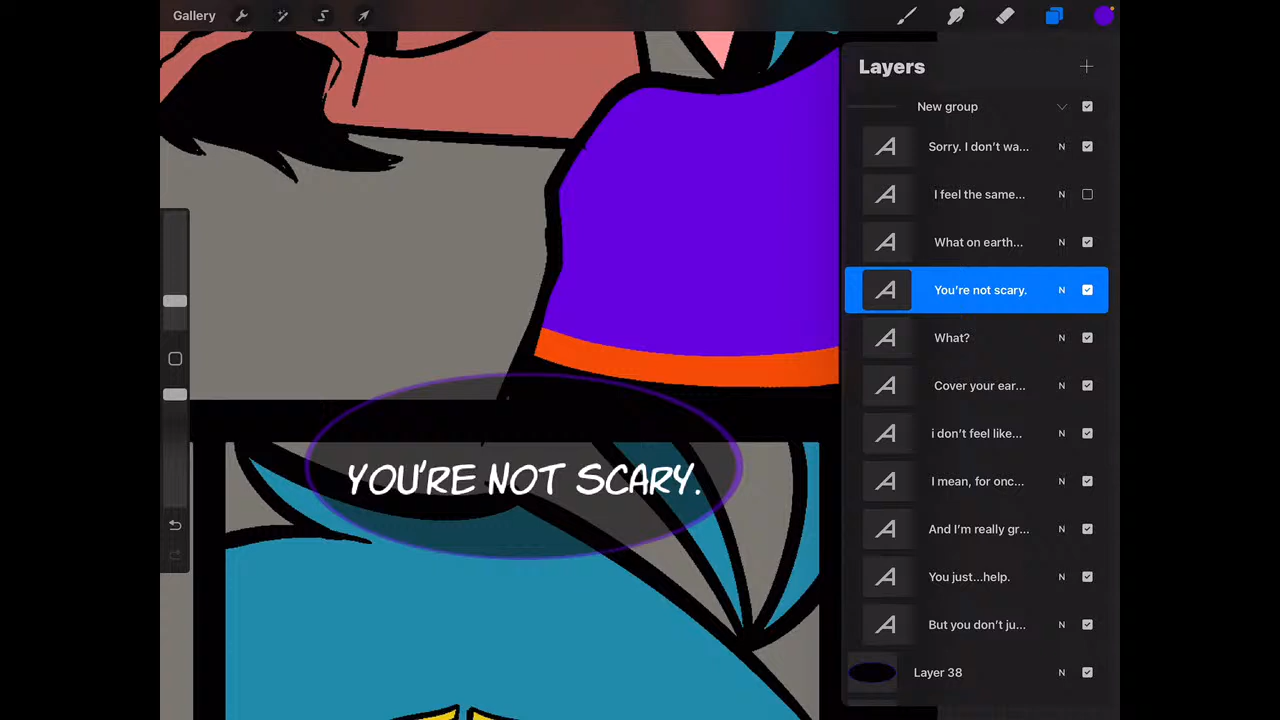 Gallery
Layers
New group
Sorry. I don’t wa... N
I feel the same... N
What on earth... N
You’re not scary. N
What? N
Cover your ear... N
i don’t feel like... N
I mean, for onc... N
And I’m really gr... N
You just...help. N
But you don’t ju... N
Layer 38 N
YOU'RE NOT SCARY.